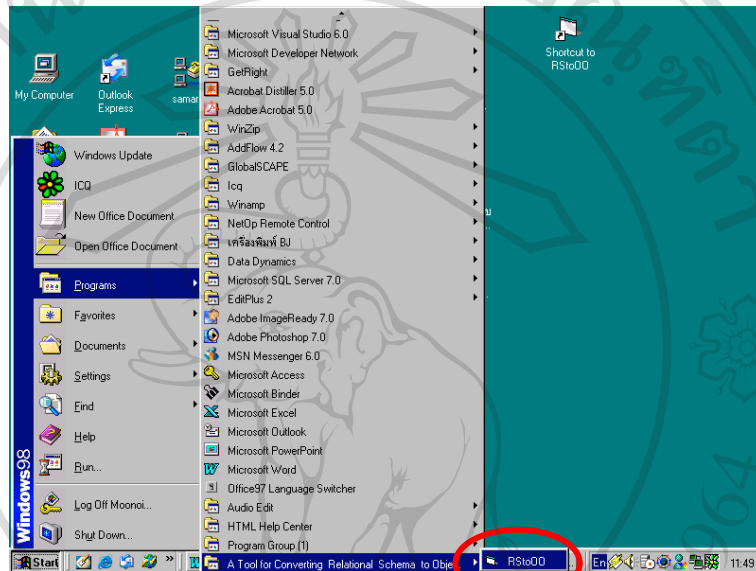 My Computer
Outlook
Express
Shortcut to
RStoOO
Windows Update
ICQ
New Office Document
Open Office Document
Programs
Favorites
Documents
Settings
Find
Help
Run...
Log Off Moonoi...
Shut Down...
Windows98
Microsoft Visual Studio 6.0
Microsoft Developer Network
GetRight
Acrobat Distiller 5.0
Adobe Acrobat 5.0
WinZip
AddFlow 4.2
GlobalSCAPE
Icq
Winamp
NetOp Remote Control
เครื่องพิมพ์ BJ
Data Dynamics
Microsoft SQL Server 7.0
EditPlus 2
Adobe ImageReady 7.0
Adobe Photoshop 7.0
MSN Messenger 6.0
Microsoft Access
Microsoft Binder
Microsoft Excel
Microsoft Outlook
Microsoft PowerPoint
Microsoft Word
Office97 Language Switcher
Audio Edit
HTML Help Center
Program Group (1)
A Tool for Converting Relational Schema to Obje
RStoOO
Start
En
11:45